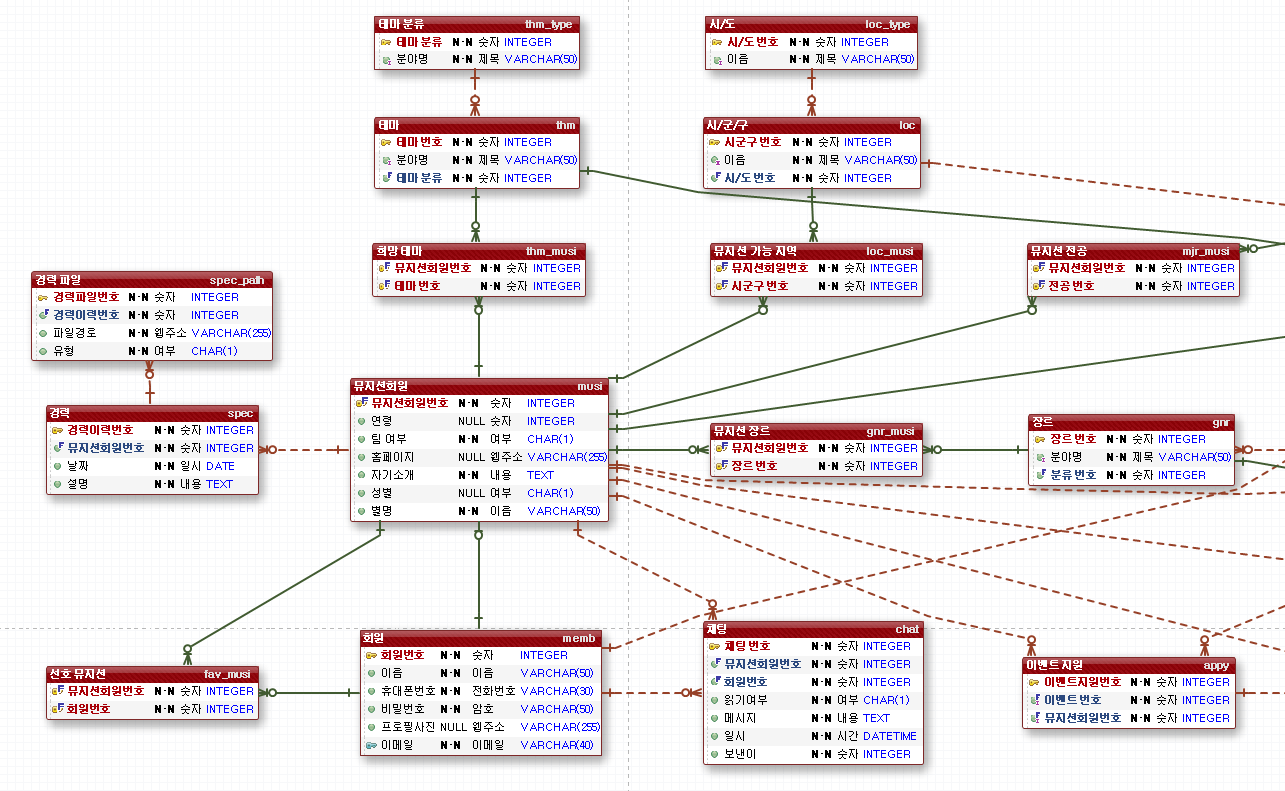 테마 분류 thm_type
테마 분류 N-N 숫자 INTEGER
분야명 N-N 제목 VARCHAR(50)
시/도 loc_type
시/도 번호 N-N 숫자 INTEGER
이름 N-N 제목 VARCHAR(50)
테마 thm
테마 번호 N-N 숫자 INTEGER
분야명 N-N 제목 VARCHAR(50)
테마 분류 N-N 숫자 INTEGER
시/군/구 loc
시군구 번호 N-N 숫자 INTEGER
이름 N-N 제목 VARCHAR(50)
시/도 번호 N-N 숫자 INTEGER
희망 테마 thm_musi
뮤지션회원번호 N-N 숫자 INTEGER
테마 번호 N-N 숫자 INTEGER
뮤지션 가능 지역 loc_musi
뮤지션회원번호 N-N 숫자 INTEGER
시군구 번호 N-N 숫자 INTEGER
뮤지션 전공 mjr_musi
뮤지션회원번호 N-N 숫자 INTEGER
전공 번호 N-N 숫자 INTEGER
경력 파일 spec_path
경력파일번호 N-N 숫자 INTEGER
경력이력번호 N-N 숫자 INTEGER
파일경로 N-N 웹주소 VARCHAR(255)
유형 N-N 여부 CHAR(1)
경력 spec
경력이력번호 N-N 숫자 INTEGER
뮤지션회원번호 N-N 숫자 INTEGER
날짜 N-N 일시 DATE
설명 N-N 내용 TEXT
뮤지션회원 musi
뮤지션회원번호 N-N 숫자 INTEGER
연령 NULL 숫자 INTEGER
팀 여부 N-N 여부 CHAR(1)
홈페이지 NULL 웹주소 VARCHAR(255)
자기소개 N-N 내용 TEXT
성별 NULL 여부 CHAR(1)
별명 N-N 이름 VARCHAR(50)
뮤지션 장르 gnr_musi
뮤지션회원번호 N-N 숫자 INTEGER
장르 번호 N-N 숫자 INTEGER
장르 gnr
장르 번호 N-N 숫자 INTEGER
분야명 N-N 제목 VARCHAR(50)
분류 번호 N-N 숫자 INTEGER
선호 뮤지션 fav_musi
뮤지션회원번호 N-N 숫자 INTEGER
회원번호 N-N 숫자 INTEGER
회원 memb
회원번호 N-N 숫자 INTEGER
이름 N-N 이름 VARCHAR(50)
휴대폰번호 N-N 전화번호 VARCHAR(30)
비밀번호 N-N 암호 VARCHAR(50)
프로필사진 NULL 웹주소 VARCHAR(255)
이메일 N-N 이메일 VARCHAR(40)
채팅 chat
채팅 번호 N-N 숫자 INTEGER
뮤지션회원번호 N-N 숫자 INTEGER
회원번호 N-N 숫자 INTEGER
읽기여부 N-N 여부 CHAR(1)
메시지 N-N 내용 TEXT
일시 N-N 시간 DATETIME
보낸이 N-N 숫자 INTEGER
이벤트 지원 appy
이벤트지원번호 N-N 숫자 INTEGER
이벤트 번호 N-N 숫자 INTEGER
뮤지션회원번호 N-N 숫자 INTEGER